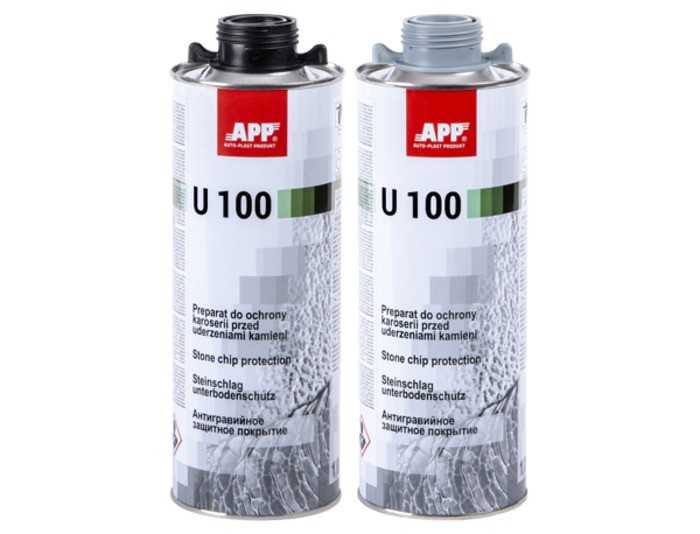 APP®
AUTO-PLAST PRODUKT
U 100
Preparat do ochrony
karoserii przed
uderzeniami kamieni
Stone chip protection
Steinschlag
unterbodenschutz
Антигравийное
защитное покрытие
APP®
AUTO-PLAST PRODUKT
U 100
Preparat do ochrony
karoserii przed
uderzeniami kamieni
Stone chip protection
Steinschlag
unterbodenschutz
Антигравийное
защитное покрытие